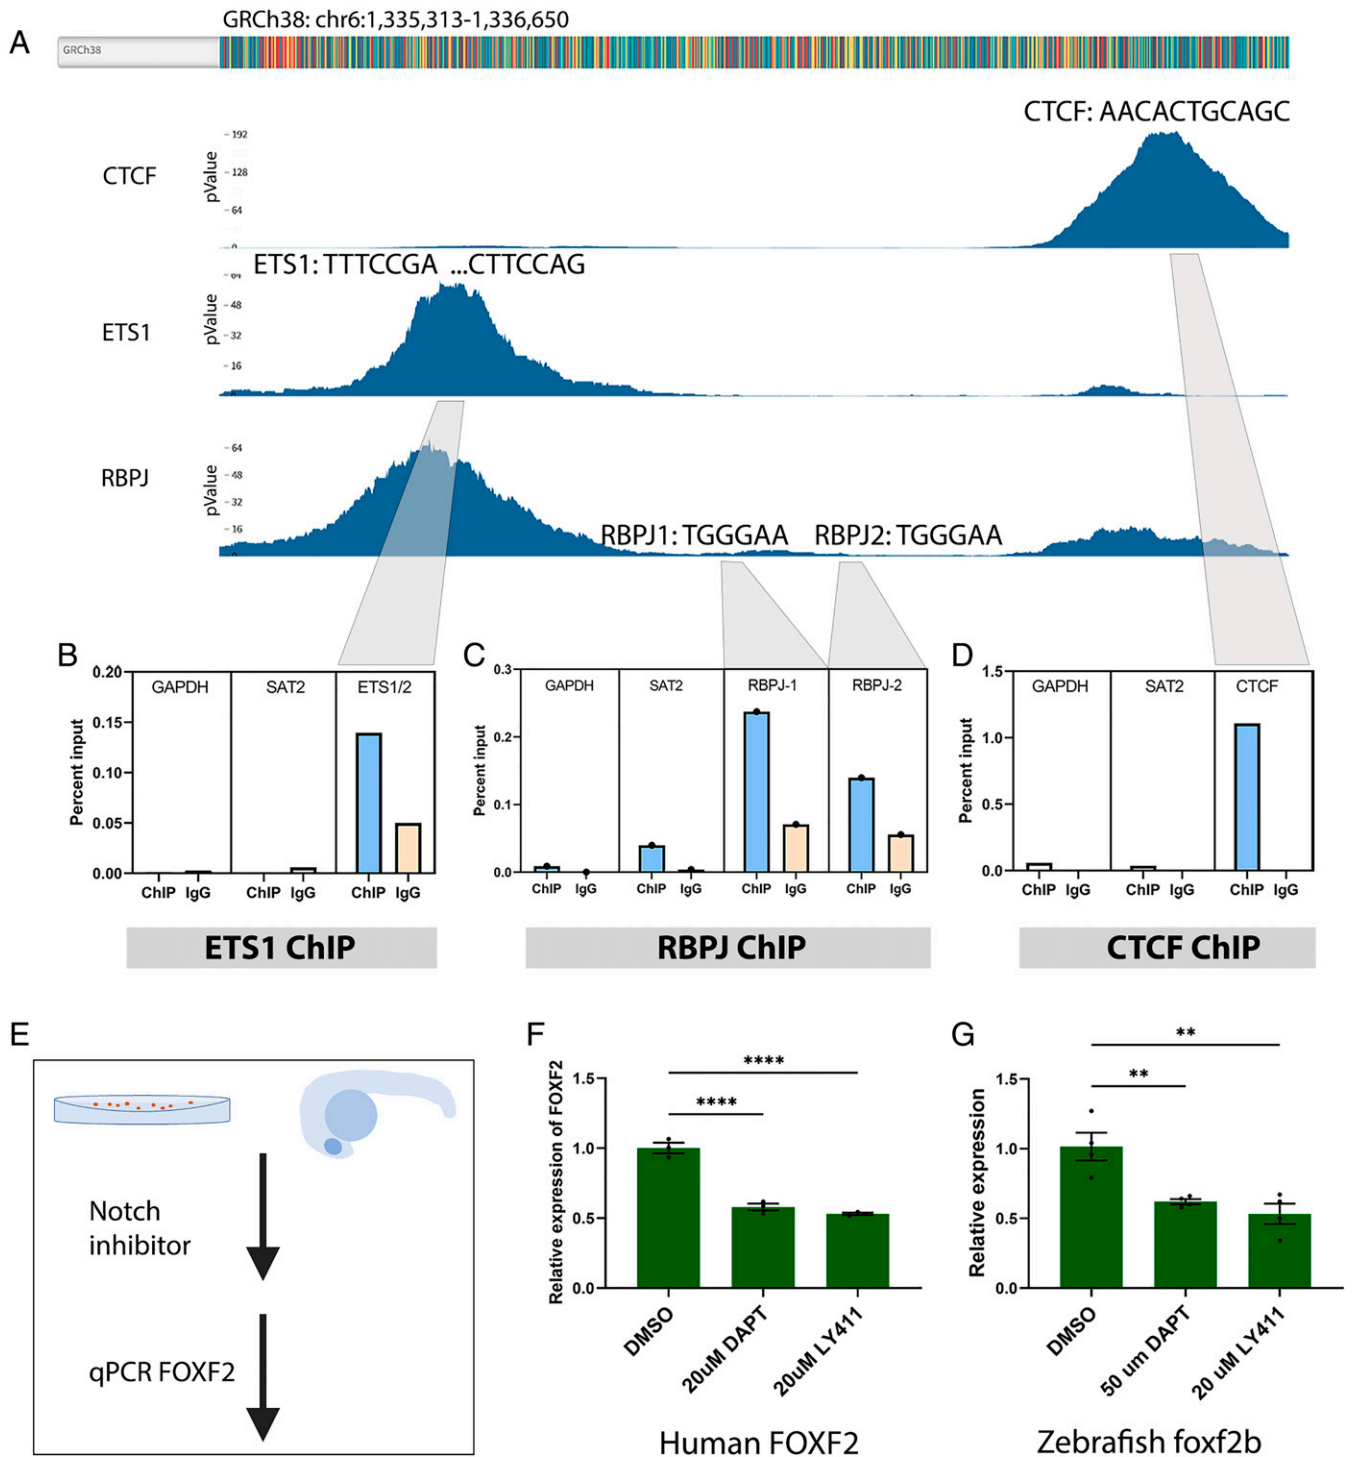 GRCh38: chr6:1,335,313-1,336,650
A
GRCh38
CTCF: AACACTGCAGC
CTCF
pValue
192
128
64
0
ETS1: TTTCCGA ...CTTCCAG
ETS1
pValue
64
48
32
16
0
RBPJ
pValue
64
48
32
16
0
RBPJ1: TGGGAA RBPJ2: TGGGAA
B
Percent input
0.20
0.15
0.10
0.05
0.00
GAPDH SAT2 ETS1/2
ChIP IgG ChIP IgG ChIP IgG
ETS1 ChIP
C
Percent input
0.3
0.2
0.1
0.0
GAPDH SAT2 RBPJ-1 RBPJ-2
ChIP IgG ChIP IgG ChIP IgG ChIP IgG
RBPJ ChIP
D
Percent input
1.5
1.0
0.5
0.0
GAPDH SAT2 CTCF
ChIP IgG ChIP IgG ChIP IgG
CTCF ChIP
E
Notch
inhibitor
qPCR FOXF2
F
Relative expression of FOXF2
1.5
1.0
0.5
0.0
****
****
DMSO
20uM DAPT
20uM LY411
Human FOXF2
G
Relative expression
1.5
1.0
0.5
0.0
**
**
DMSO
50 um DAPT
20 uM LY411
Zebrafish foxf2b